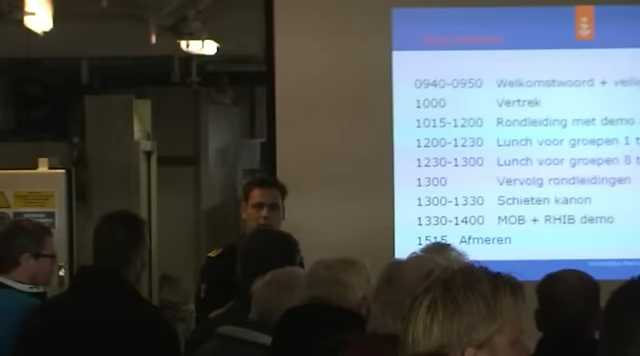 0940-0950 Welkomstwoord +
1000 Vertrek
1015-1200 Rondleiding met demo
1200-1230 Lunch voor groepen 1 t
1230-1300 Lunch voor groepen 8 t
1300 Vervolg rondleidingen
1300-1330 Schieten kanon
1330-1400 MOB + RHIB demo
1515 Afmeren